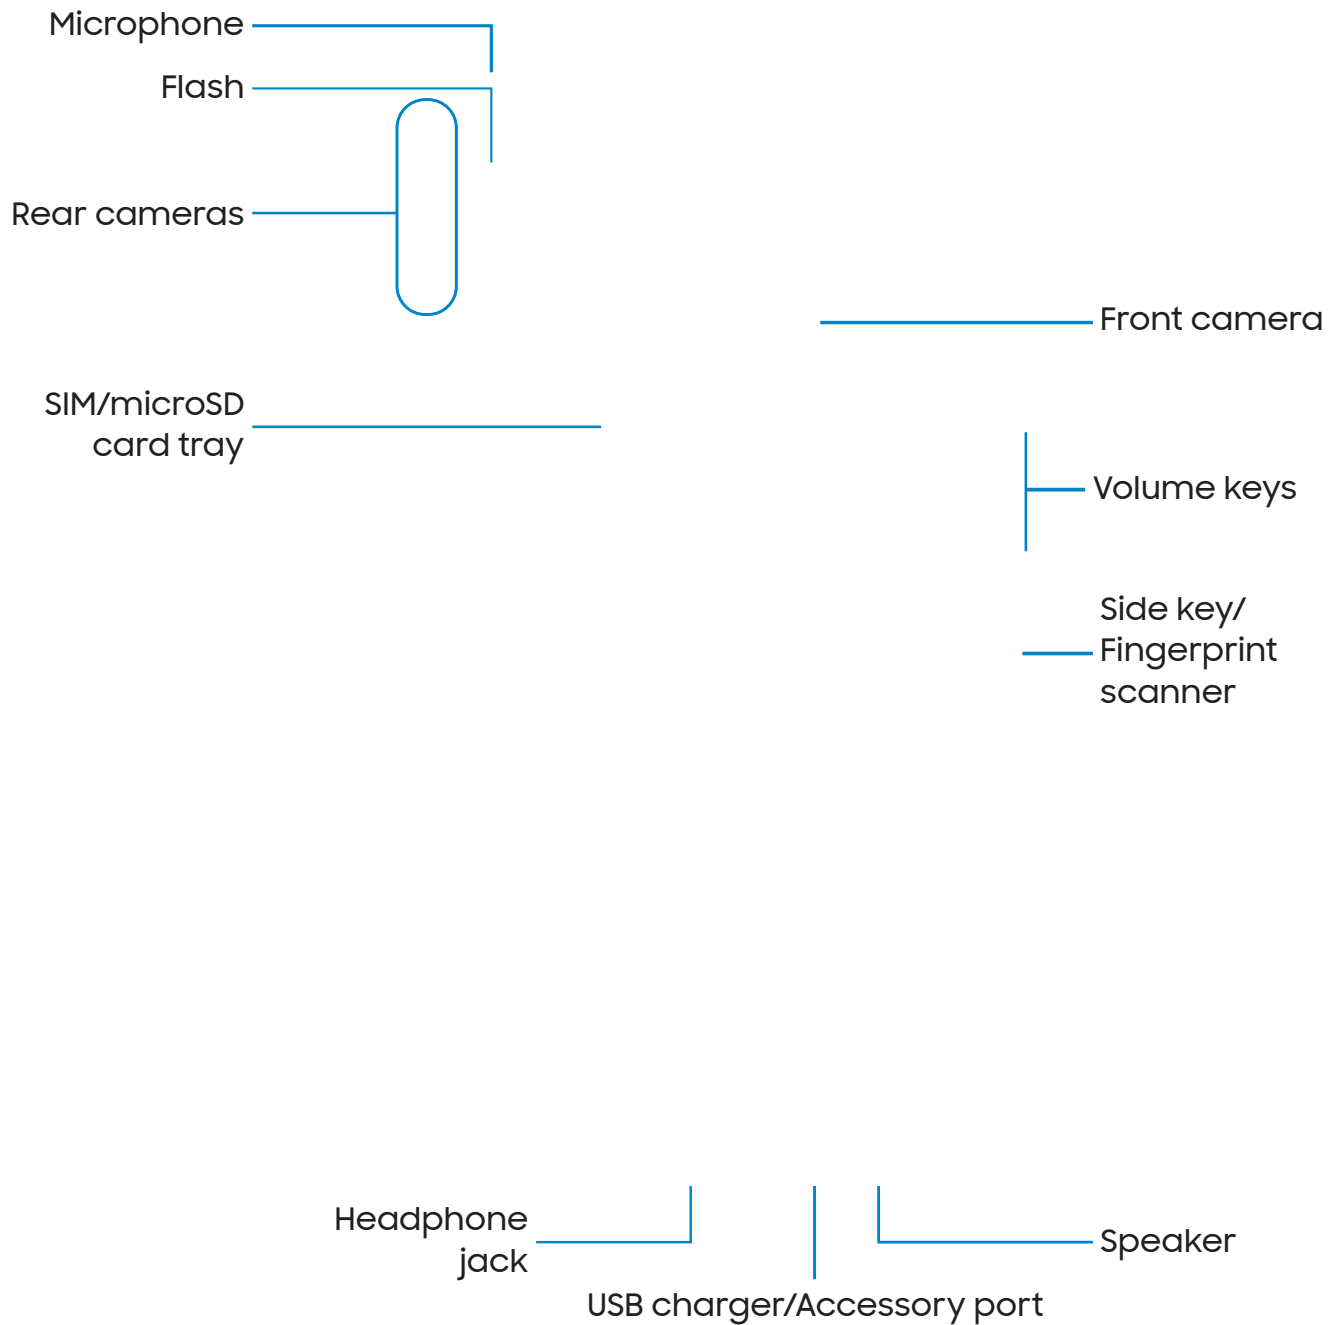 Microphone
Flash
Rear cameras
Front camera
SIM/microSD
card tray
Volume keys
Side key/
Fingerprint
scanner
Headphone
jack
Speaker
USB charger/Accessory port